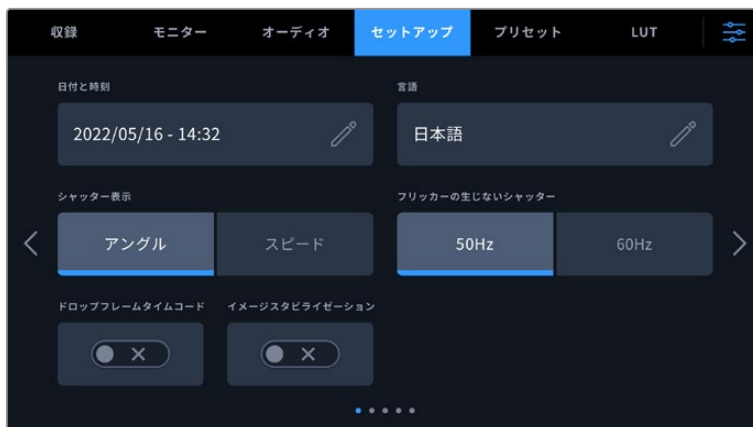 収録 モニター オーディオ セットアップ プリセット LUT
日付と時刻 言語
2022/05/16 - 14:32 日本語
シャッター表示 フリッカーの生じないシャッター
アングル スピード 50Hz 60Hz
ドロップフレームタイムコード イメージスタビライゼーション